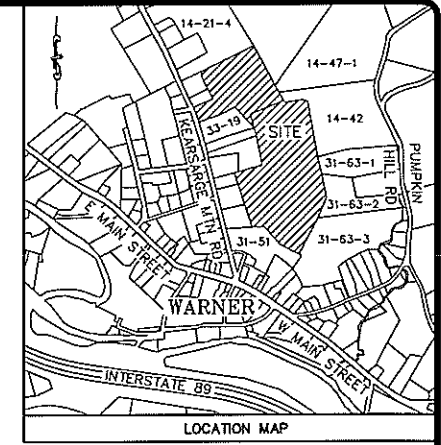 14-21-4
14-47-1
33-19
SITE
14-42
KEARSARGE MTN RD
31-63-1
PUMPKIN
HILL RD
31-63-2
31-51
31-63-3
E MAIN STREET
WARNER
W MAIN STREET
INTERSTATE 89
LOCATION MAP